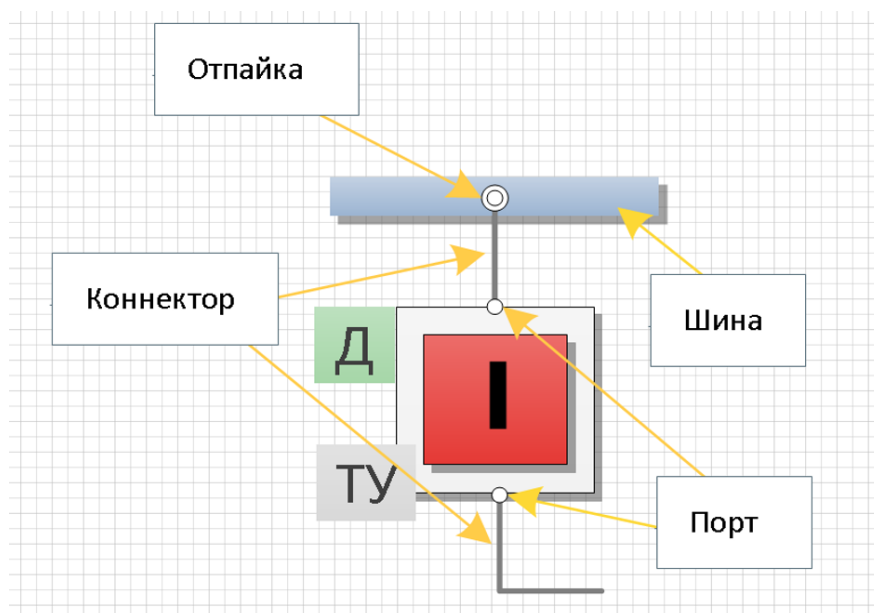 Отпайка
Коннектор
Шина
Д
I
ТУ
Порт